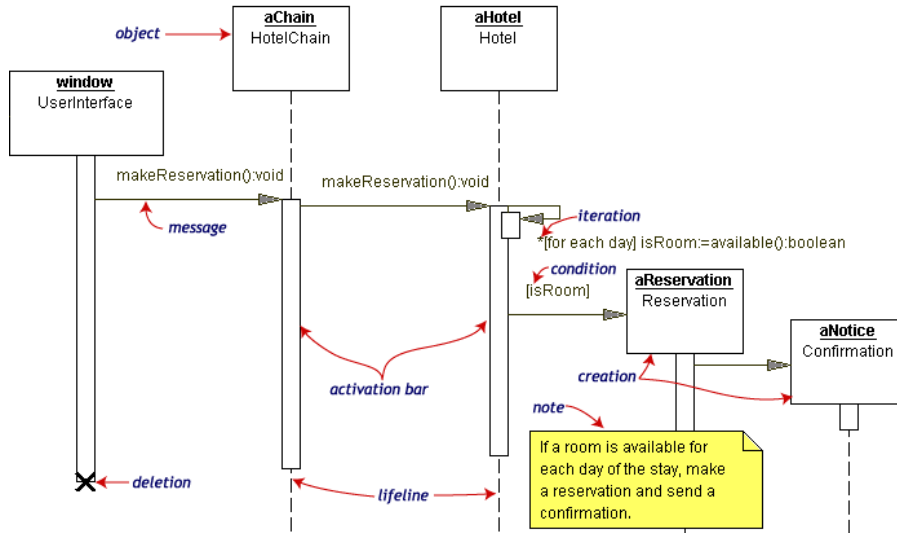 object
aChain
HotelChain
aHotel
Hotel
window
UserInterface
makeReservation():void
makeReservation():void
message
iteration
*[for each day] isRoom:=available():boolean
condition
[isRoom]
aReservation
Reservation
aNotice
Confirmation
activation bar
creation
note
If a room is available for
each day of the stay, make
a reservation and send a
confirmation.
deletion
lifeline